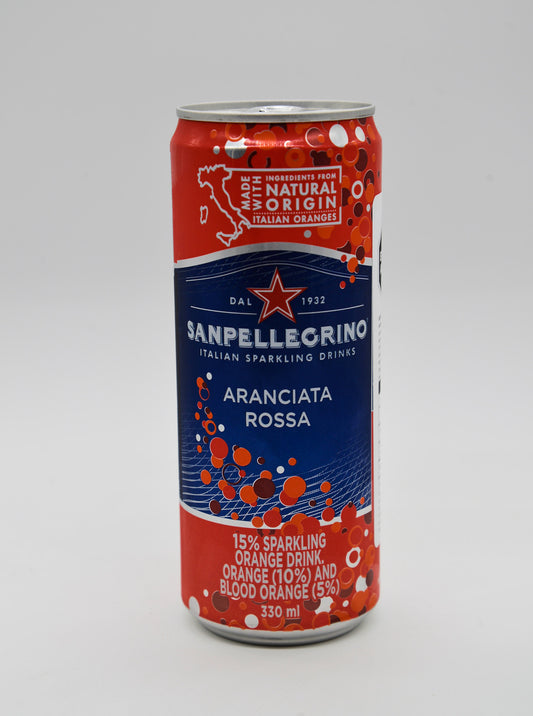 MADE WITH
INGREDIENTS FROM
NATURAL
ORIGIN
ITALIAN ORANGES
DAL 1932
SANPELLEGRINO
ITALIAN SPARKLING DRINKS
ARANCIATA
ROSSA
15% SPARKLING
ORANGE DRINK.
ORANGE (10%) AND
BLOOD ORANGE (5%)
330 ml